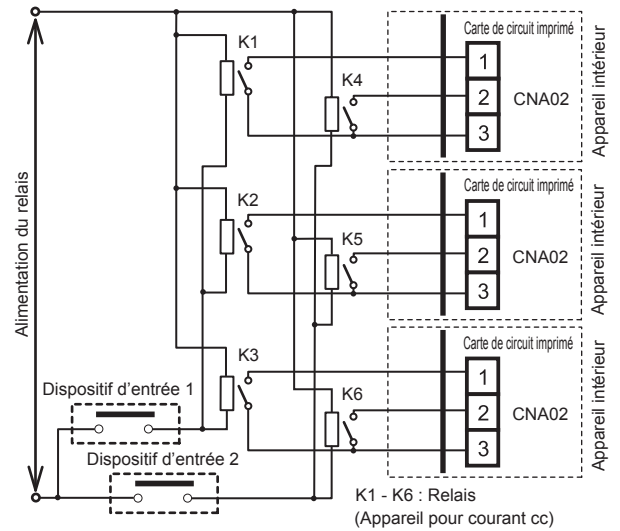 Alimentation du relais
K1
K4
Carte de circuit imprimé
1
2
3
CNA02
Appareil intérieur
K2
K5
Carte de circuit imprimé
1
2
3
CNA02
Appareil intérieur
K3
K6
Carte de circuit imprimé
1
2
3
CNA02
Appareil intérieur
Dispositif d'entrée 1
Dispositif d'entrée 2
K1 - K6 : Relais
(Appareil pour courant cc)